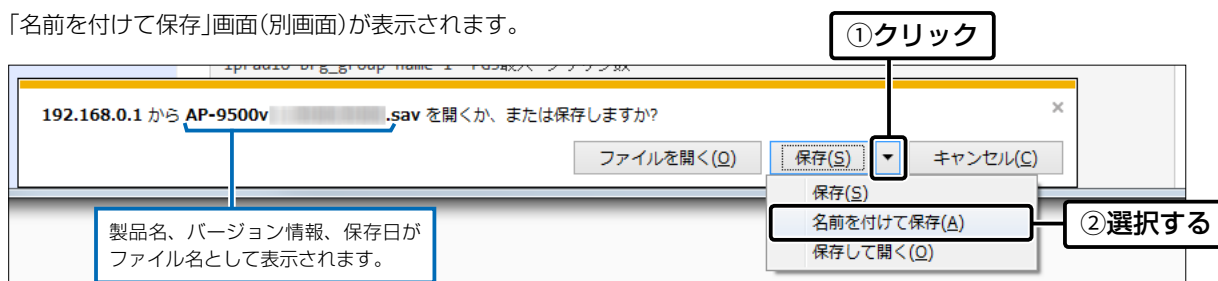 「名前を付けて保存」画面(別画面)が表示されます。
①クリック
192.168.0.1 から AP-9500v .sav を開くか、または保存しますか?
×
ファイルを開く(O) 保存(S) ▼ キャンセル(C)
保存(S)
名前を付けて保存(A)
②選択する
保存して開く(O)
製品名、バージョン情報、保存日が
ファイル名として表示されます。